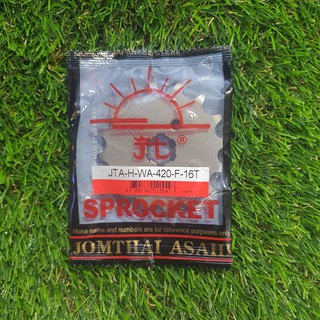 JT
®
JTA-H-WA-420-F-16T
SPROCKET
Make name and numbers are for reference purposes only
JOMTHAI ASAHI